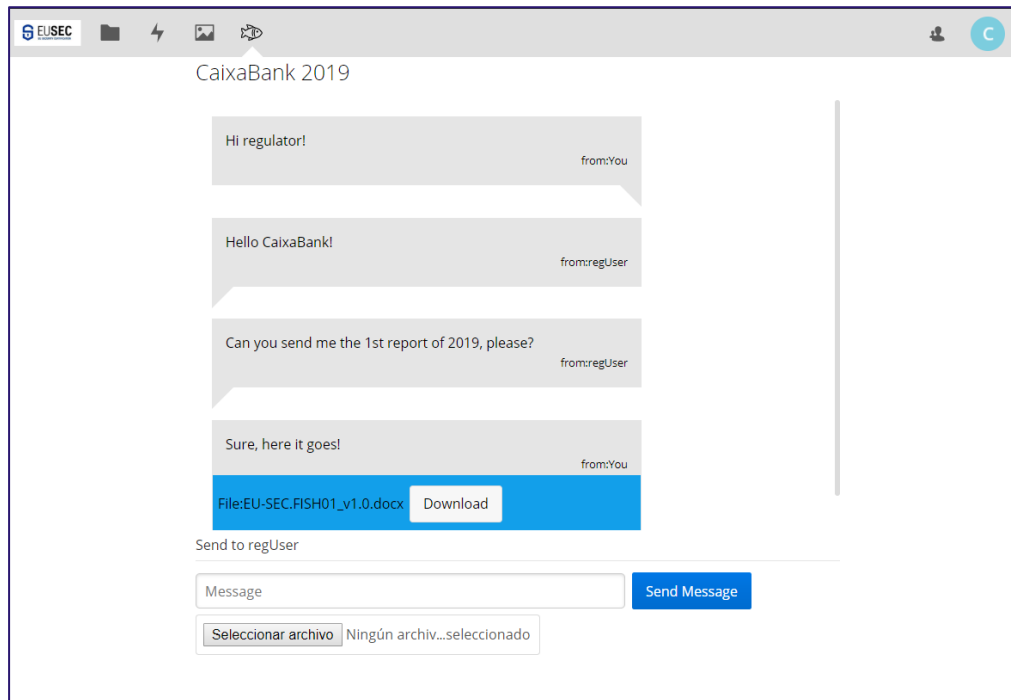 EUSEC
C
CaixaBank 2019
Hi regulator!
from:You
Hello CaixaBank!
from:regUser
Can you send me the 1st report of 2019, please?
from:regUser
Sure, here it goes!
from:You
File:EU-SEC.FISH01_v1.0.docx Download
Send to regUser
Message Send Message
Seleccionar archivo Ningún archiv...seleccionado